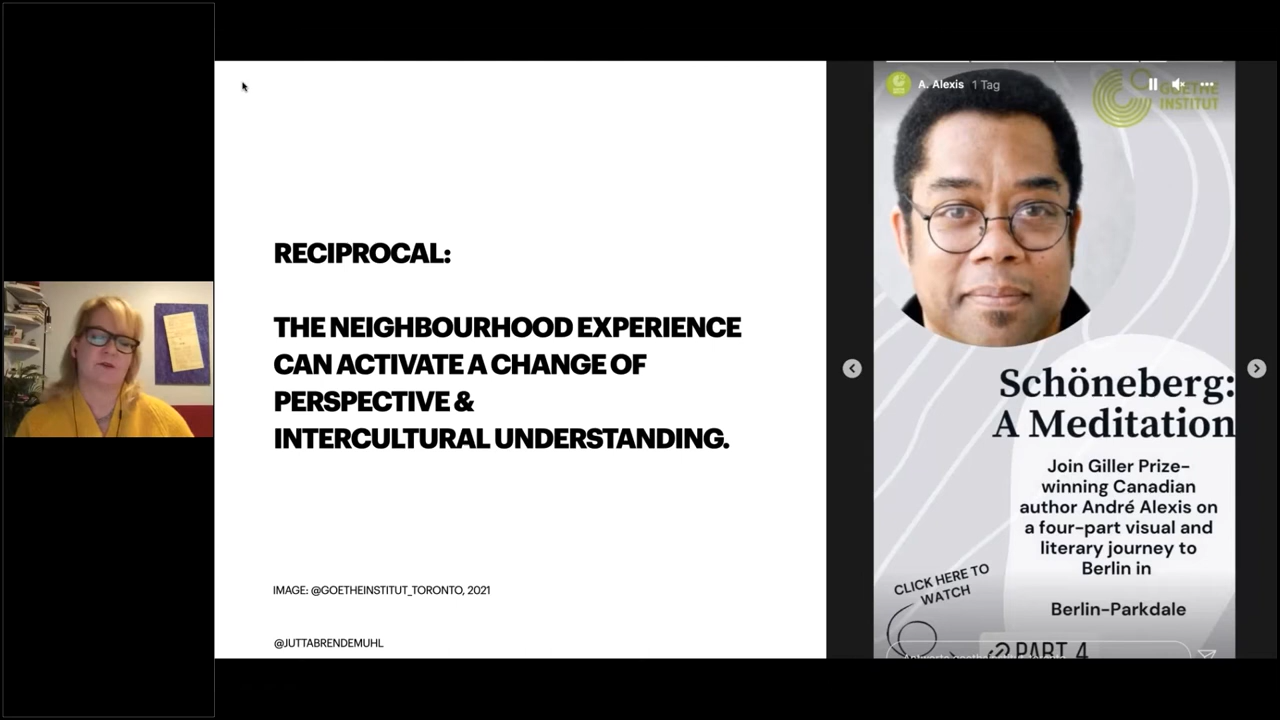 RECIPROCAL:
THE NEIGHBOURHOOD EXPERIENCE
CAN ACTIVATE A CHANGE OF
PERSPECTIVE &
INTERCULTURAL UNDERSTANDING.
IMAGE: @GOETHEINSTITUT_TORONTO, 2021
@JUTTABRENDEMUHL
A. Alexis 1 Tag
GOETHE
INSTITUT
Schöneberg:
A Meditation
Join Giller Prize-
winning Canadian
author André Alexis on
a four-part visual and
literary journey to
Berlin in
Berlin-Parkdale
CLICK HERE TO
WATCH
PART 4